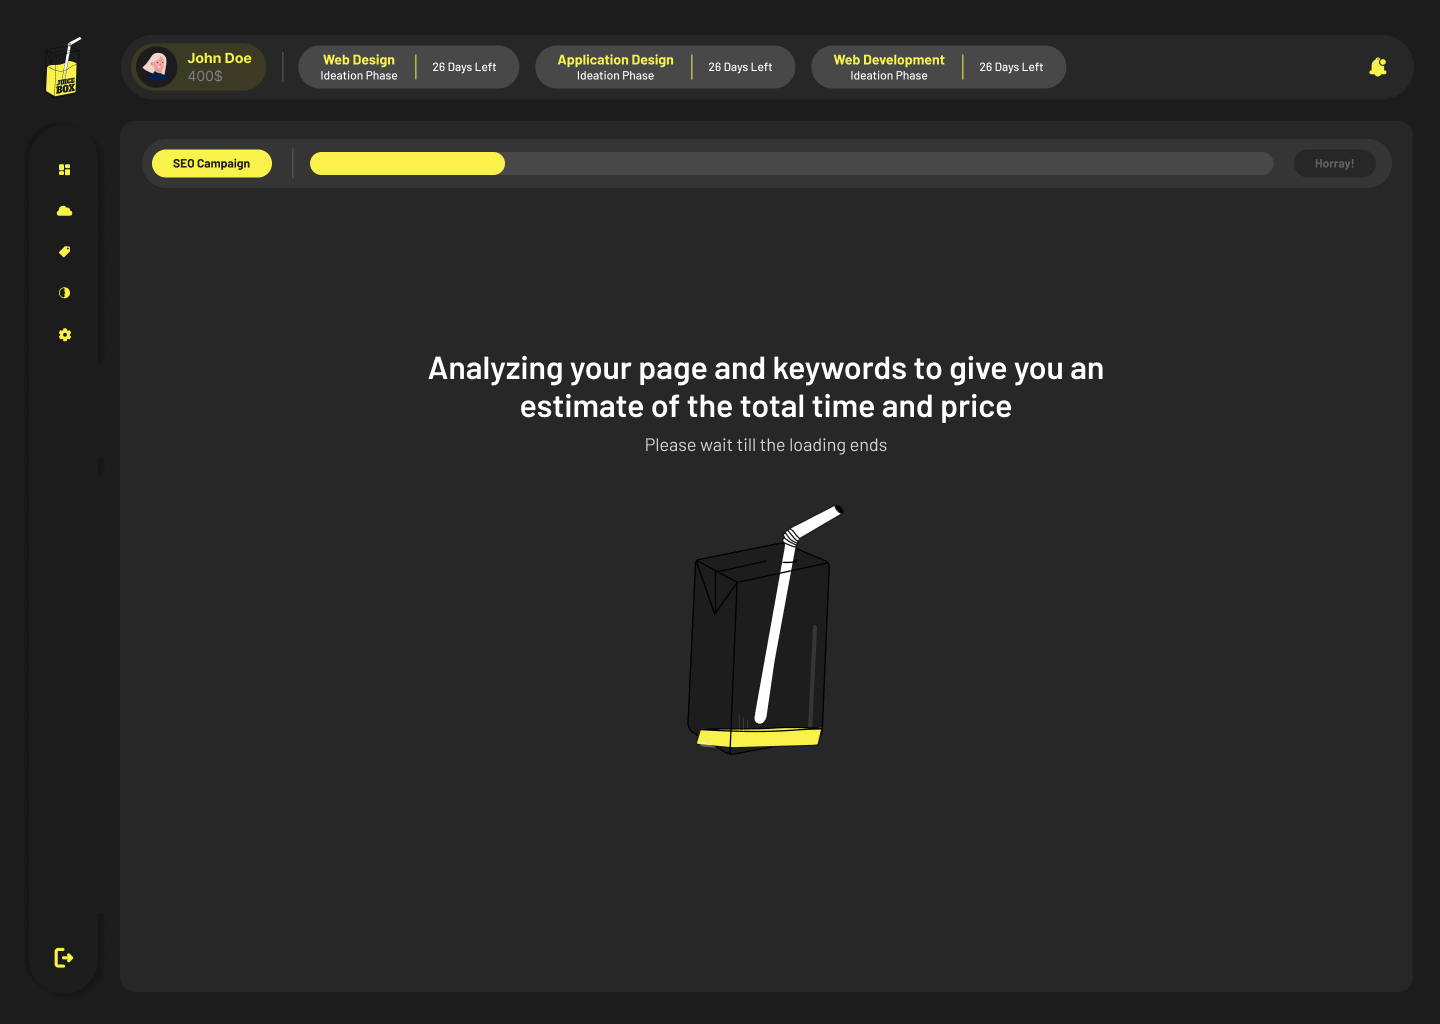 JUICE
BOX
John Doe
400$
Web Design
Ideation Phase
26 Days Left
Application Design
Ideation Phase
26 Days Left
Web Development
Ideation Phase
26 Days Left
SEO Campaign
Horray!
Analyzing your page and keywords to give you an
estimate of the total time and price
Please wait till the loading ends